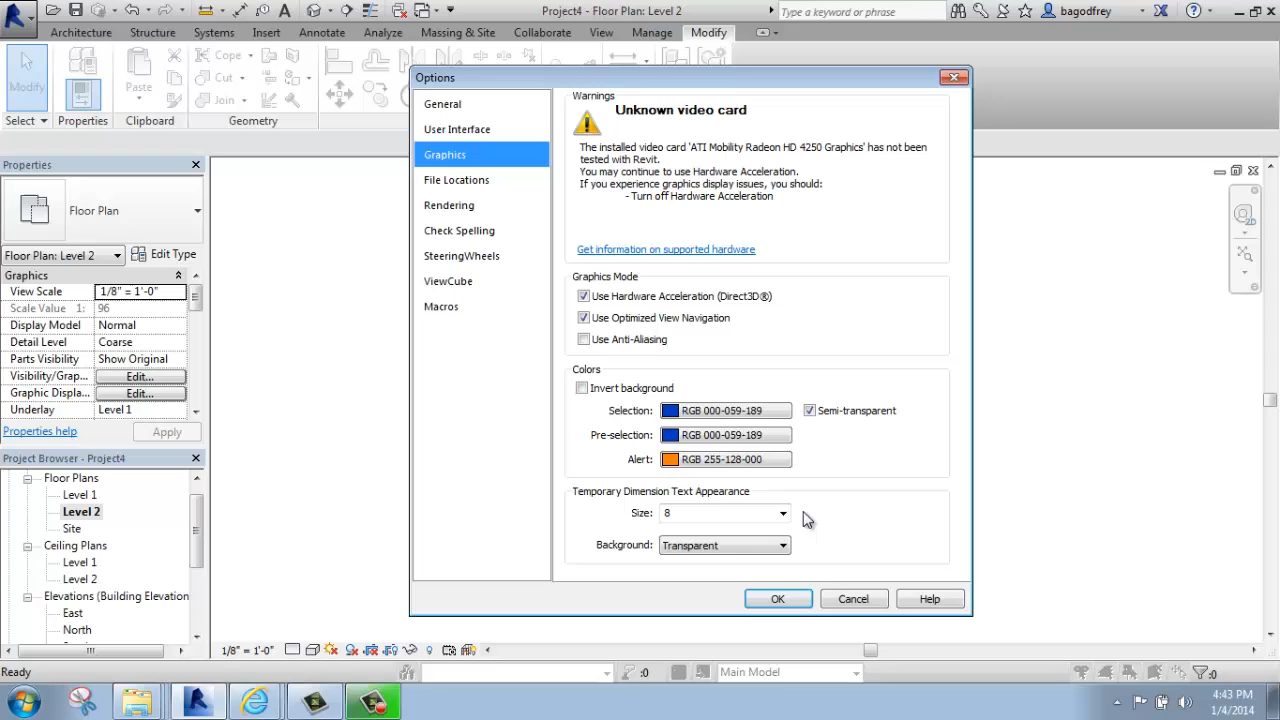 Project4 - Floor Plan: Level 2
Type a keyword or phrase
bagodfrey
Architecture
Structure
Systems
Insert
Annotate
Analyze
Massing & Site
Collaborate
View
Manage
Modify
Modify
Paste
Cope
Cut
Join
Select
Properties
Clipboard
Geometry
Options
General
User Interface
Graphics
File Locations
Rendering
Check Spelling
SteeringWheels
ViewCube
Macros
Warnings
Unknown video card
The installed video card 'ATI Mobility Radeon HD 4250 Graphics' has not been
tested with Revit.
You may continue to use Hardware Acceleration.
If you experience graphics display issues, you should:
- Turn off Hardware Acceleration
Get information on supported hardware
Graphics Mode
Use Hardware Acceleration (Direct3D®)
Use Optimized View Navigation
Use Anti-Aliasing
Colors
Invert background
Selection: RGB 000-059-189
Semi-transparent
Pre-selection: RGB 000-059-189
Alert: RGB 255-128-000
Temporary Dimension Text Appearance
Size: 8
Background: Transparent
OK
Cancel
Help
Properties
Floor Plan
Floor Plan: Level 2
Edit Type
Graphics
View Scale 1/8" = 1'-0"
Scale Value 1: 96
Display Model Normal
Detail Level Coarse
Parts Visibility Show Original
Visibility/Grap... Edit...
Graphic Displa... Edit...
Underlay Level 1
Properties help
Apply
Project Browser - Project4
Floor Plans
Level 1
Level 2
Site
Ceiling Plans
Level 1
Level 2
Elevations (Building Elevation
East
North
2D
1/8" = 1'-0"
Ready
:0
Main Model
:0
4:43 PM
1/4/2014